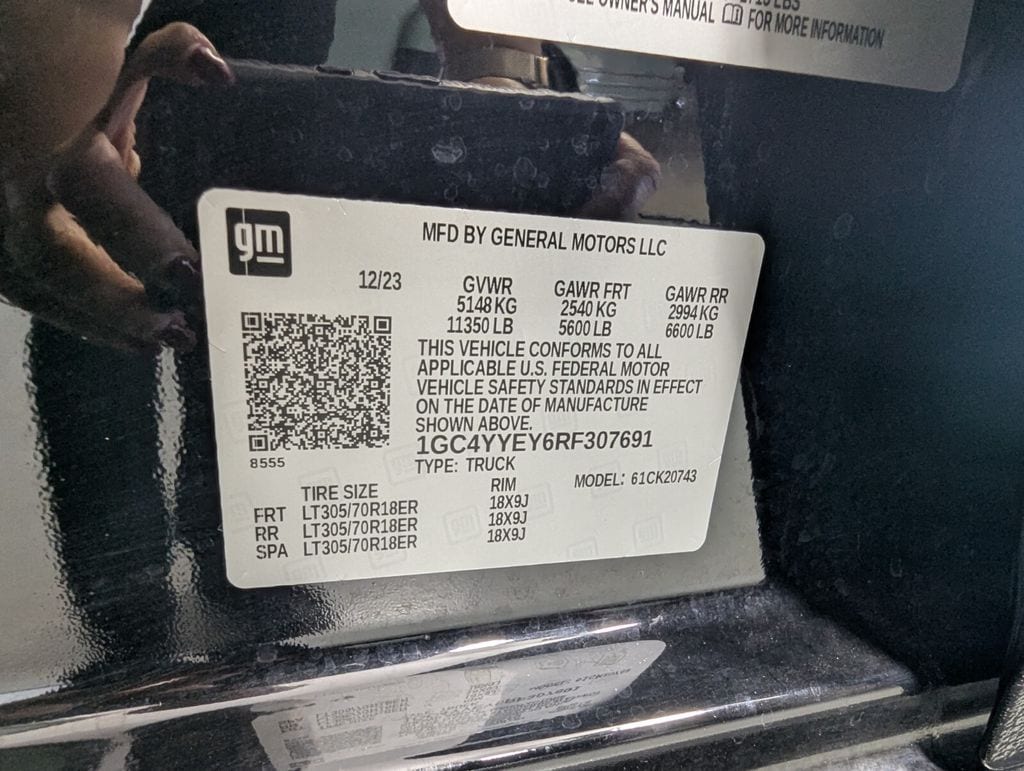 OWNER'S MANUAL FOR MORE INFORMATION
gm
MFD BY GENERAL MOTORS LLC
12/23
GVWR GAWR FRT GAWR RR
5148 KG 2540 KG 2994 KG
11350 LB 5600 LB 6600 LB
THIS VEHICLE CONFORMS TO ALL
APPLICABLE U.S. FEDERAL MOTOR
VEHICLE SAFETY STANDARDS IN EFFECT
ON THE DATE OF MANUFACTURE
SHOWN ABOVE.
1GC4YYEY6RF307691
8555
TYPE: TRUCK
MODEL: 61CK20743
TIRE SIZE RIM
FRT LT305/70R18ER 18X9J
RR LT305/70R18ER 18X9J
SPA LT305/70R18ER 18X9J